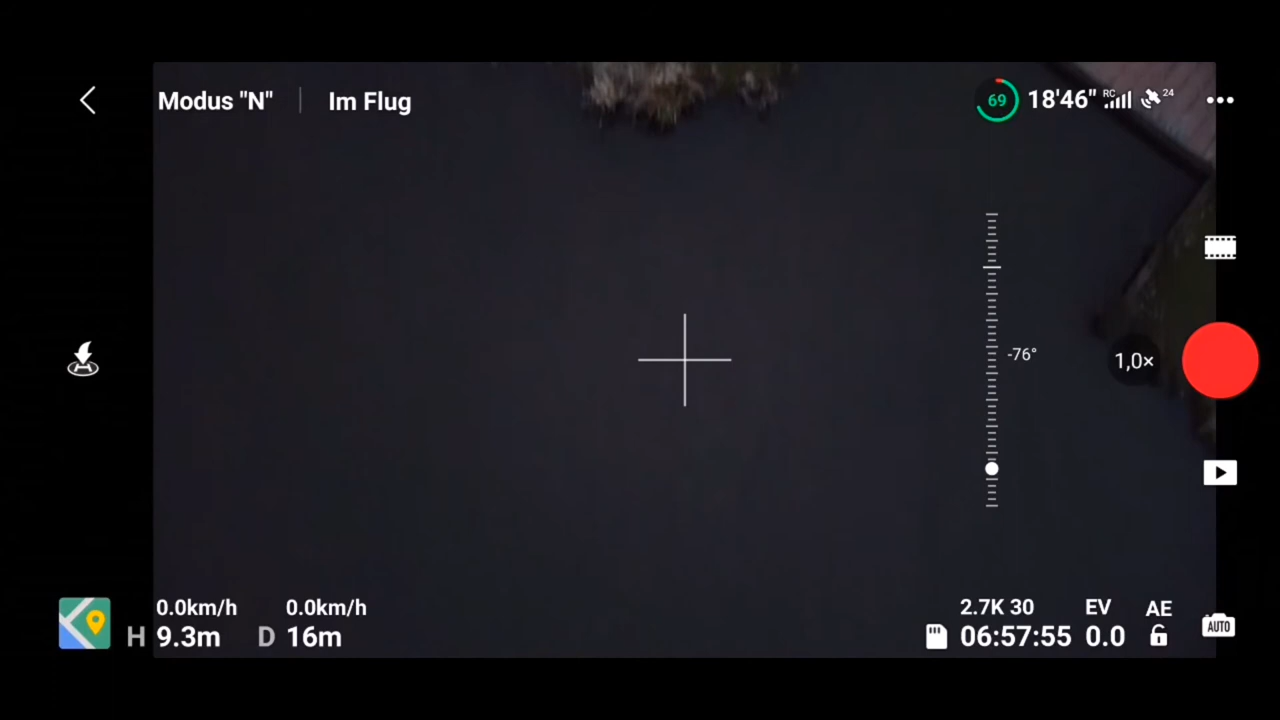 Modus "N" Im Flug 69 18'46" RC 24
-76°
1,0×
0.0km/h 0.0km/h 2.7K 30 EV AE
H 9.3m D 16m 06:57:55 0.0 AUTO